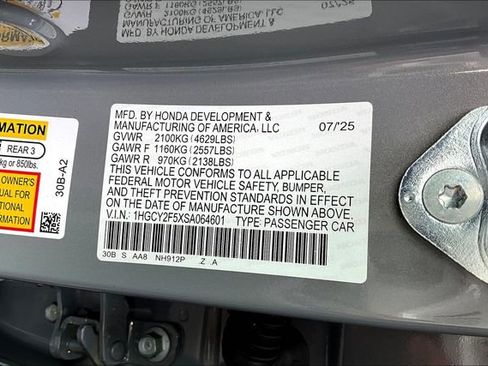 MFD. BY HONDA DEVELOPMENT &
MANUFACTURING OF AMERICA, LLC 07/'25
GVWR 2100KG (4629LBS)
GAWR F 1160KG (2557LBS)
GAWR R 970KG (2138LBS)
THIS VEHICLE CONFORMS TO ALL APPLICABLE
FEDERAL MOTOR VEHICLE SAFETY, BUMPER,
AND THEFT PREVENTION STANDARDS IN EFFECT
ON THE DATE OF MANUFACTURE SHOWN ABOVE.
V.I.N.: 1HGCY2F5XSA064601 TYPE: PASSENGER CAR
30B S AA8 NH912P .Z .A
RMATION
REAR 3
kg or 850lbs.
OWNER'S
UAL FOR
TIONAL
MATION
30B-A2